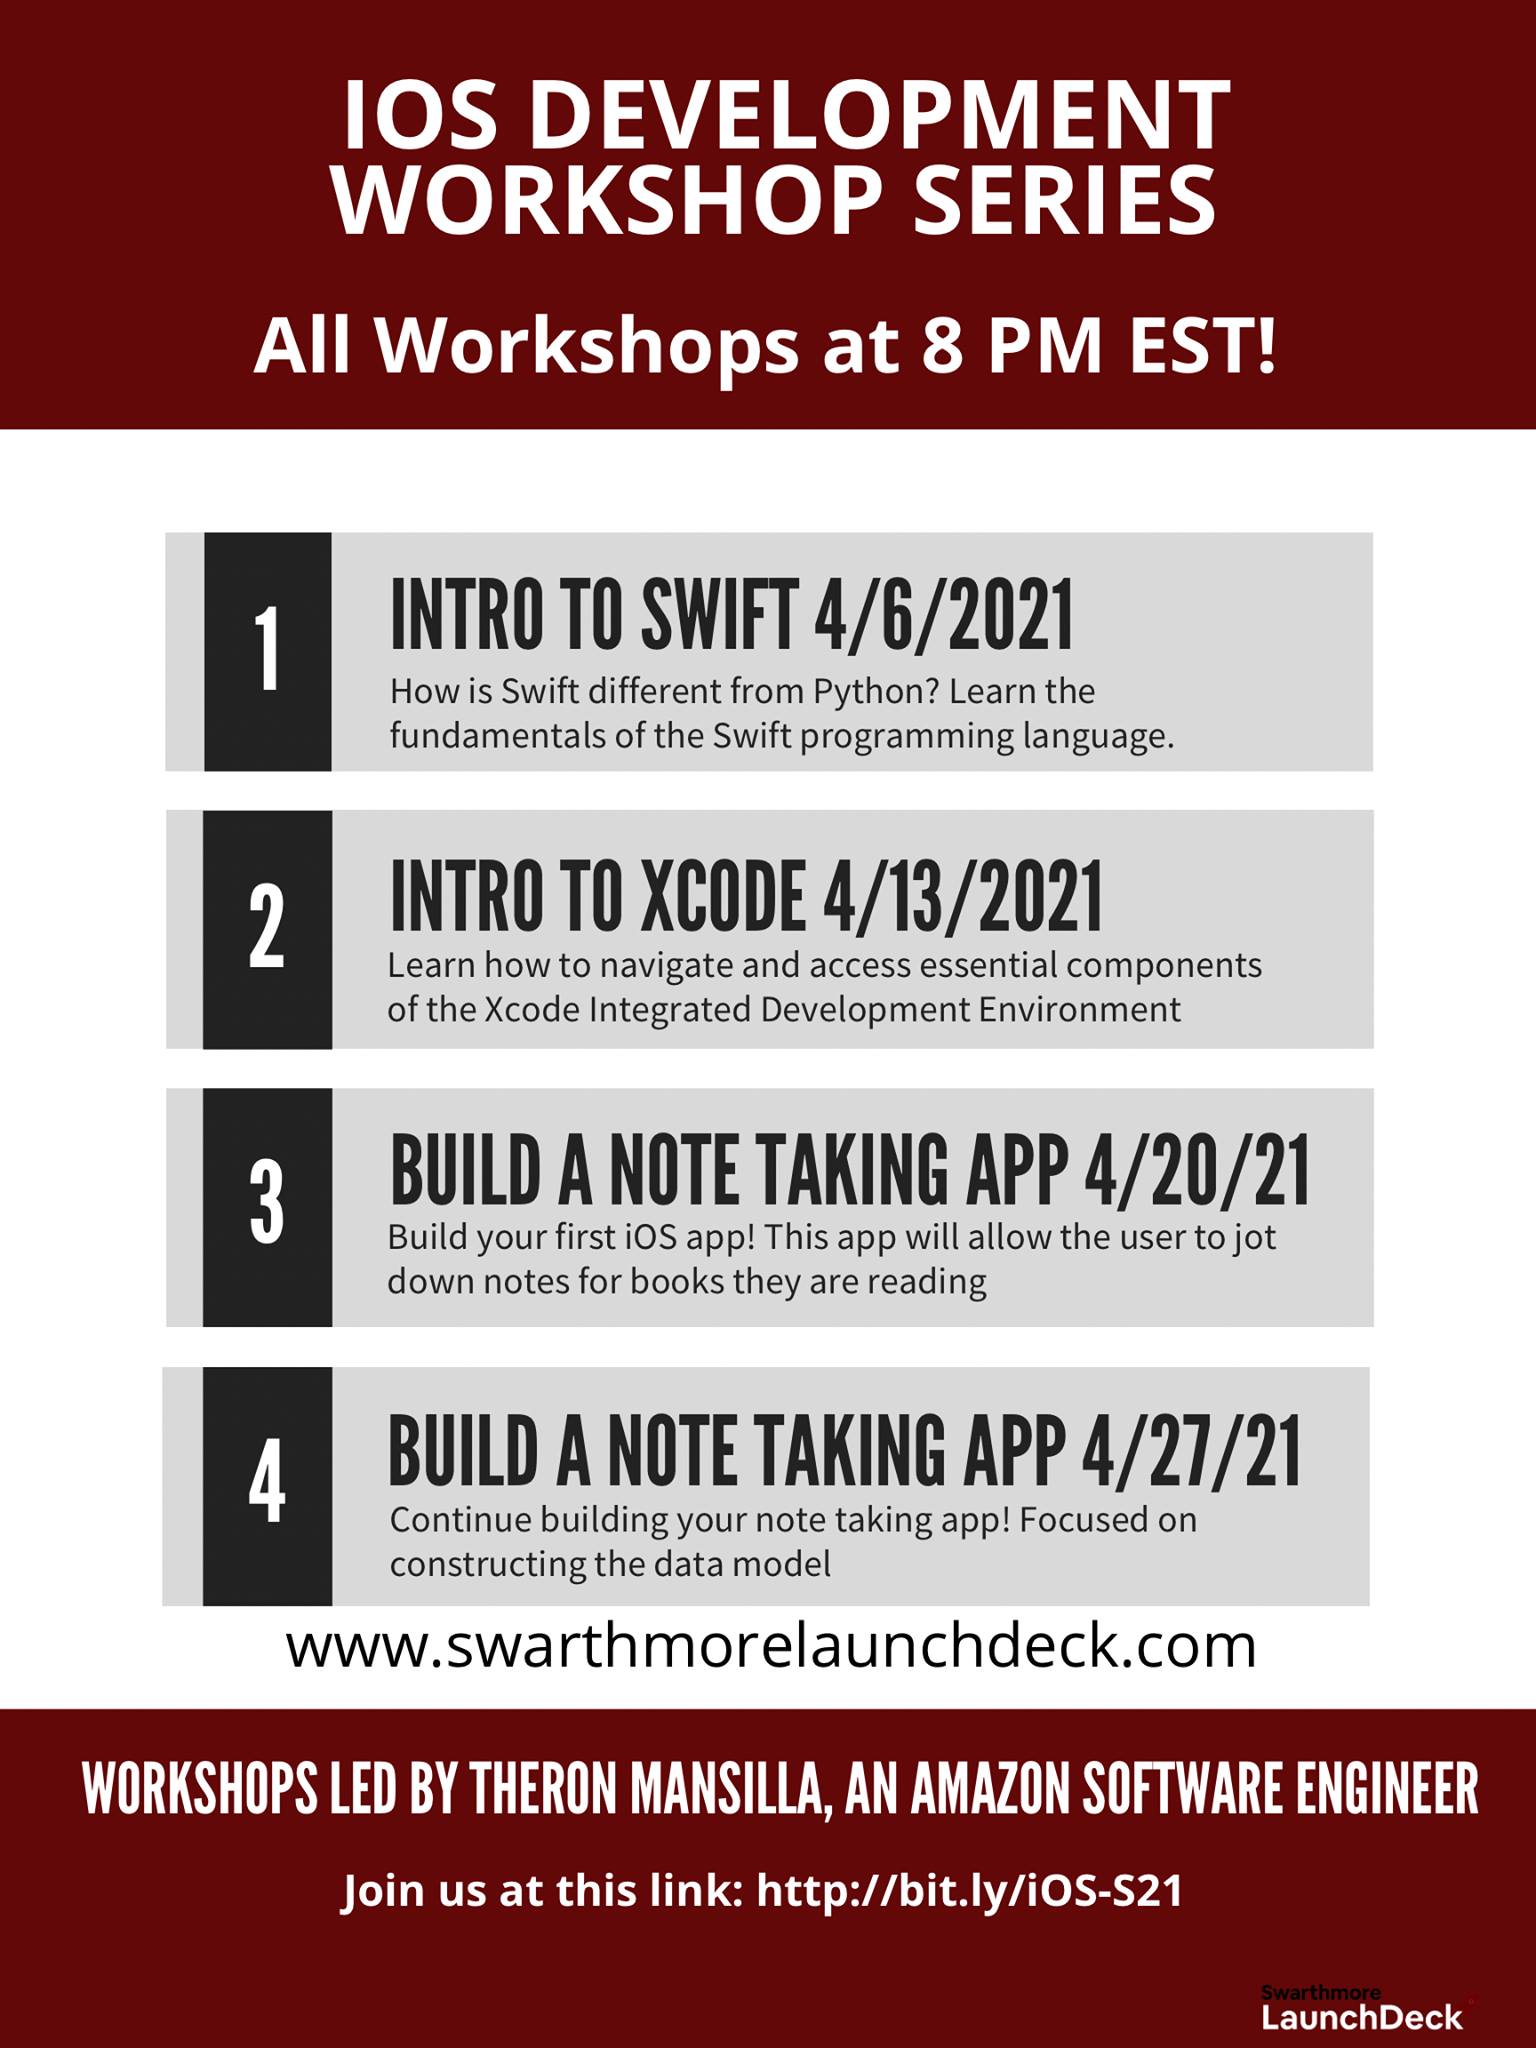 IOS DEVELOPMENT
WORKSHOP SERIES
All Workshops at 8 PM EST!
1
INTRO TO SWIFT 4/6/2021
How is Swift different from Python? Learn the
fundamentals of the Swift programming language.
2
INTRO TO XCODE 4/13/2021
Learn how to navigate and access essential components
of the Xcode Integrated Development Environment
3
BUILD A NOTE TAKING APP 4/20/21
Build your first iOS app! This app will allow the user to jot
down notes for books they are reading
4
BUILD A NOTE TAKING APP 4/27/21
Continue building your note taking app! Focused on
constructing the data model
www.swarthmorelaunchdeck.com
WORKSHOPS LED BY THERON MANSILLA, AN AMAZON SOFTWARE ENGINEER
Join us at this link: http://bit.ly/iOS-S21
Swarthmore
LaunchDeck